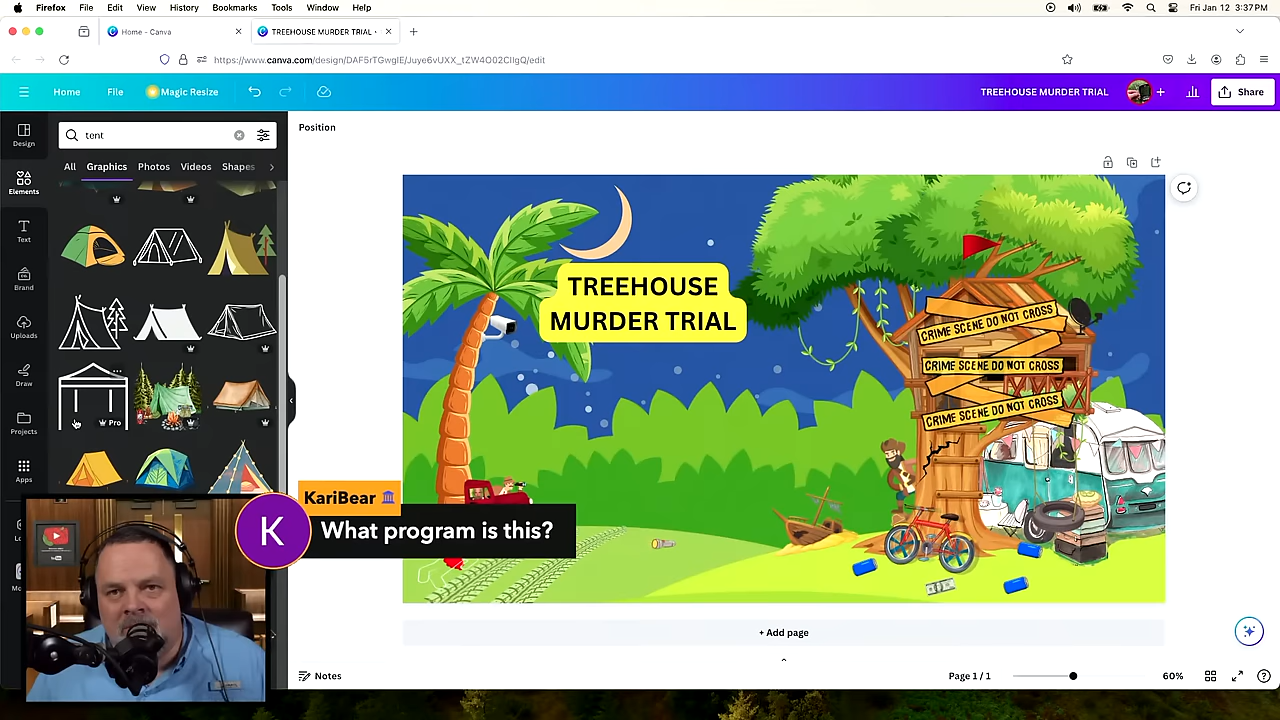 Firefox File Edit View History Bookmarks Tools Window Help
Fri Jan 12 3:37PM
Home - Canva
TREEHOUSE MURDER TRIAL
https://www.canva.com/design/DAF5rTGwgIE/Juye6vUXX_tZW4O02CIlgQ/edit
Home File Magic Resize
TREEHOUSE MURDER TRIAL
Share
Design
Elements
Text
Brand
Uploads
Draw
Projects
Apps
tent
All Graphics Photos Videos Shapes
Pro
Position
TREEHOUSE
MURDER TRIAL
CRIME SCENE DO NOT CROSS
CRIME SCENE DO NOT CROSS
CRIME SCENE DO NOT CROSS
KariBear
K
What program is this?
+ Add page
Notes
Page 1 / 1
60%